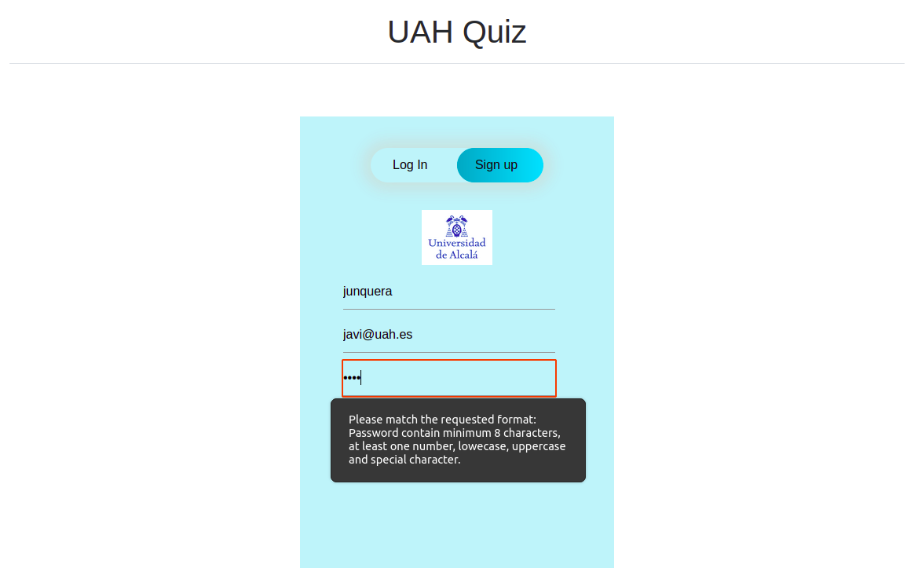 UAH Quiz
Log In Sign up
Universidad
de Alcalá
junquera
javi@uah.es
••••
Please match the requested format:
Password contain minimum 8 characters,
at least one number, lowecase, uppercase
and special character.